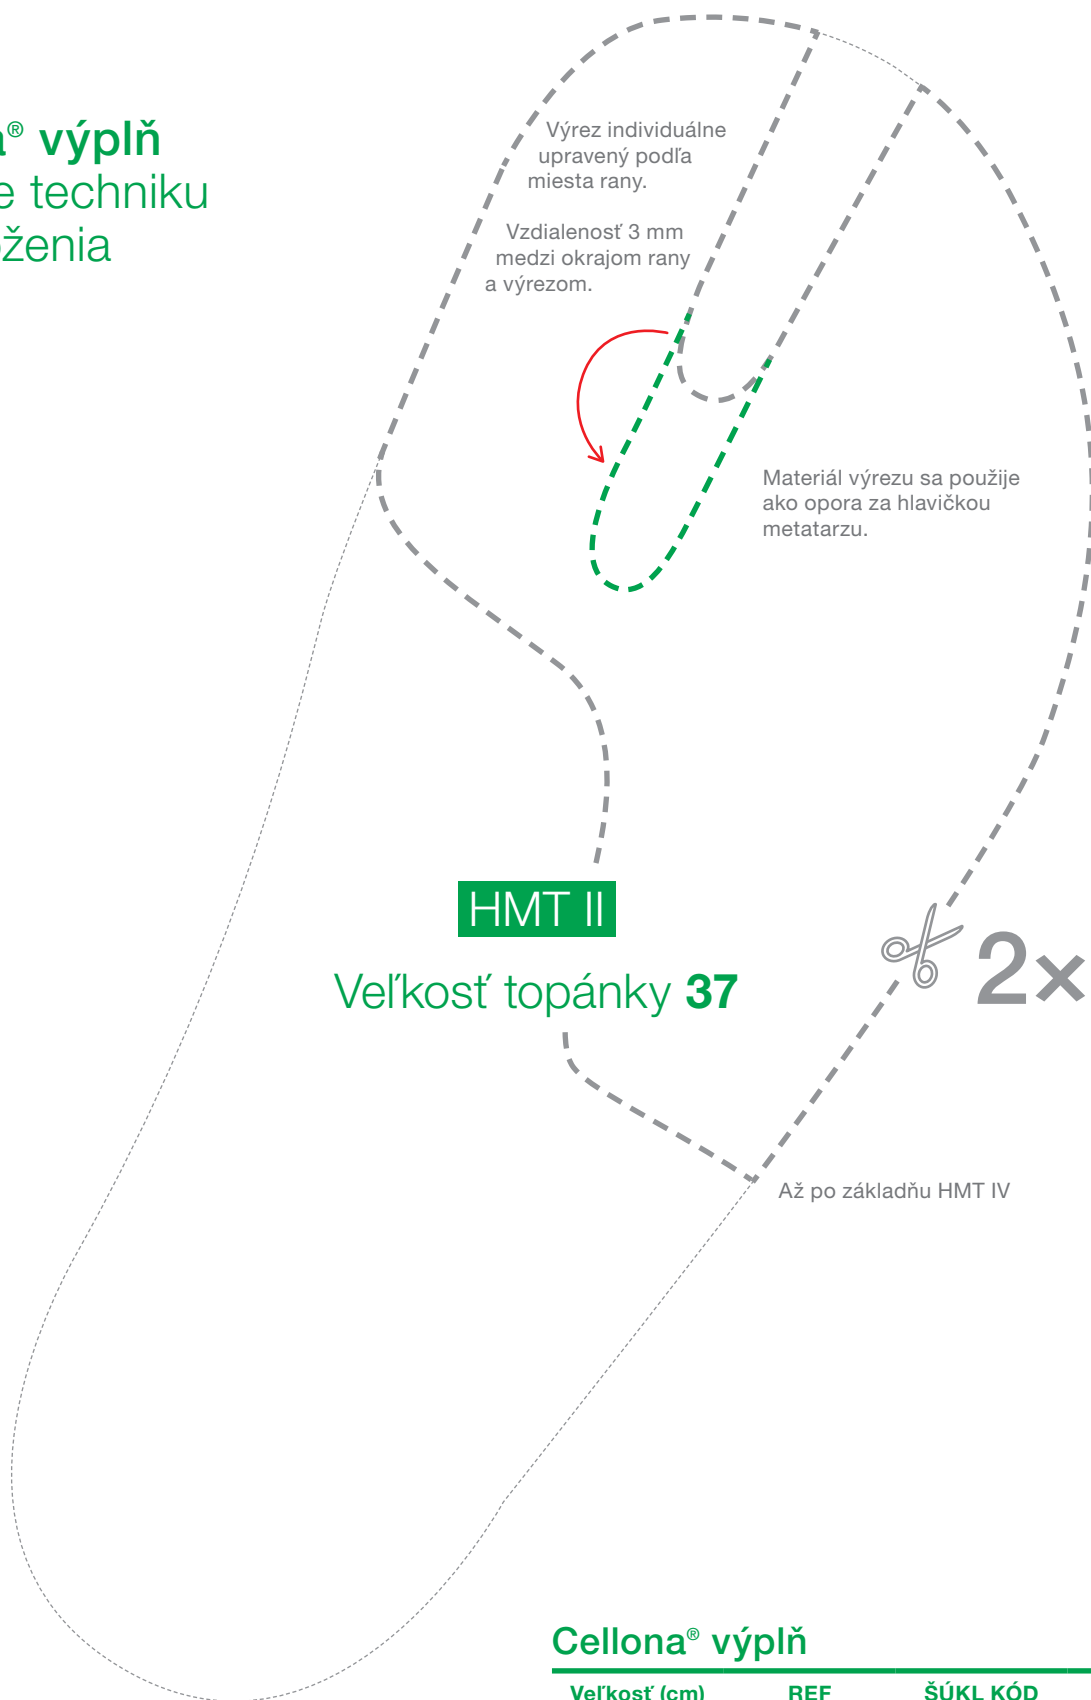 výplň
techniku
Výrez individuálne
upravený podľa
miesta rany.
Vzdialenosť 3 mm
medzi okrajom rany
a výrezom.
Materiál výrezu sa použije
ako opora za hlavičkou
metatarzu.
HMT II
2×
Veľkosť topánky 37
Až po základňu HMT IV
Cellona® výplň
Veľkosť (cm) REF ŠÚKL KÓD